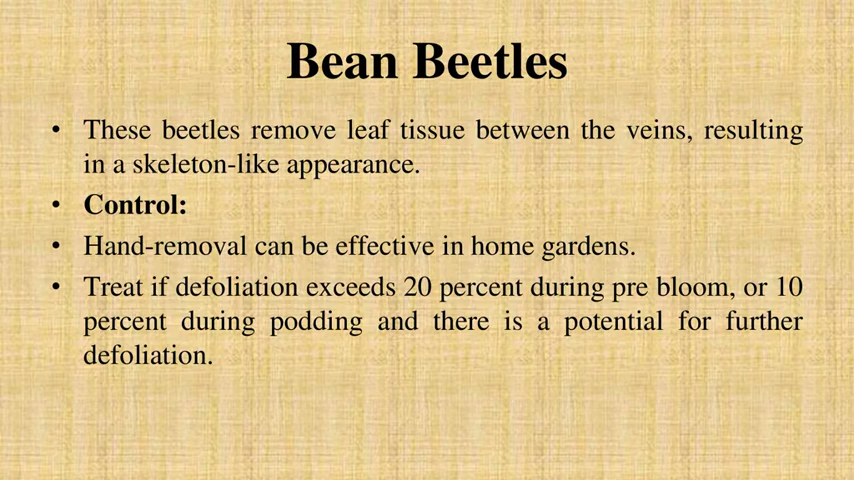 Bean Beetles
• These beetles remove leaf tissue between the veins, resulting
in a skeleton-like appearance.
• Control:
• Hand-removal can be effective in home gardens.
• Treat if defoliation exceeds 20 percent during pre bloom, or 10
percent during podding and there is a potential for further
defoliation.